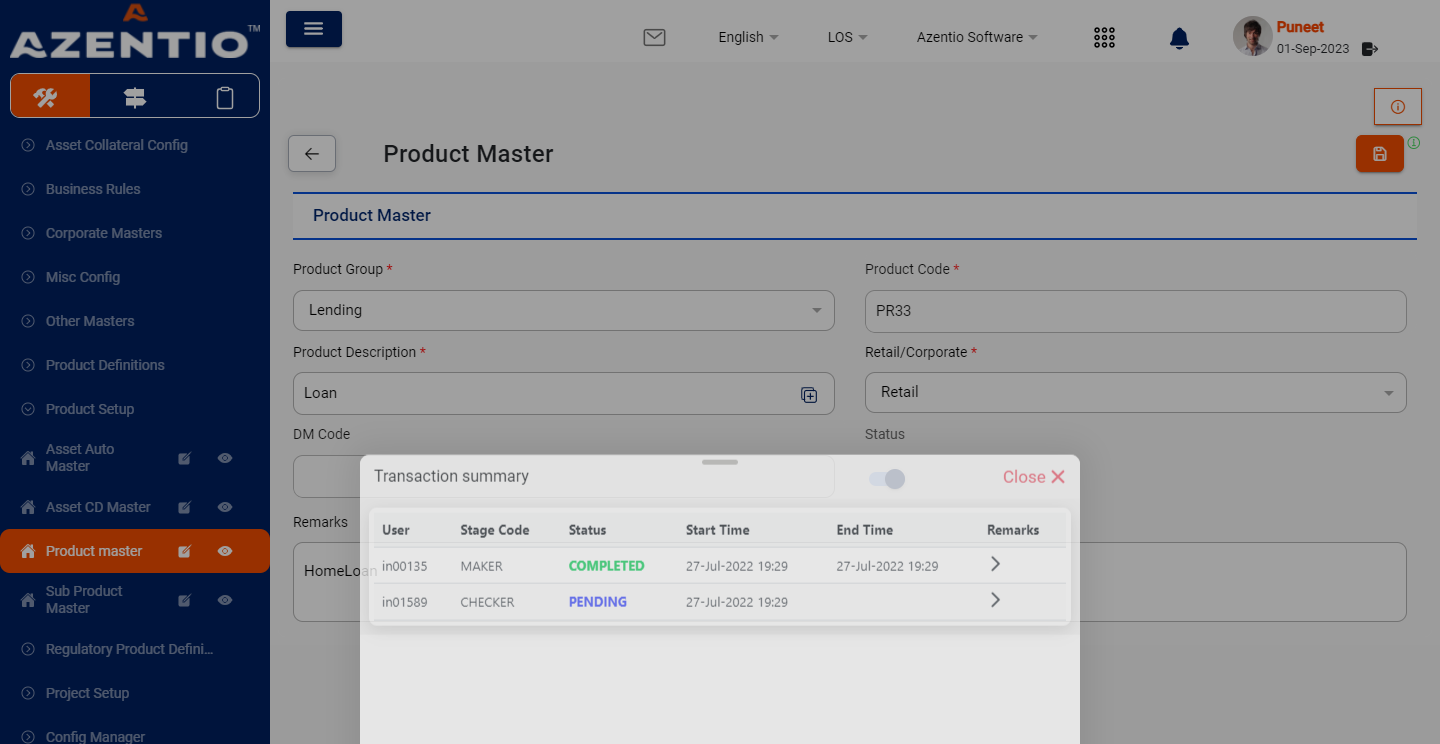 AZENTIO™
English
LOS
Azentio Software
Puneet
01-Sep-2023
Asset Collateral Config
Business Rules
Corporate Masters
Misc Config
Other Masters
Product Definitions
Product Setup
Asset Auto
Master
Asset CD Master
Product master
Sub Product
Master
Regulatory Product Defini...
Project Setup
Config Manager
Product Master
Product Master
Product Group *
Product Code *
Lending
PR33
Product Description *
Retail/Corporate *
Loan
Retail
DM Code
Status
Remarks
HomeLoan
Transaction summary
Close
User Stage Code Status Start Time End Time Remarks
in00135 MAKER COMPLETED 27-Jul-2022 19:29 27-Jul-2022 19:29
in01589 CHECKER PENDING 27-Jul-2022 19:29